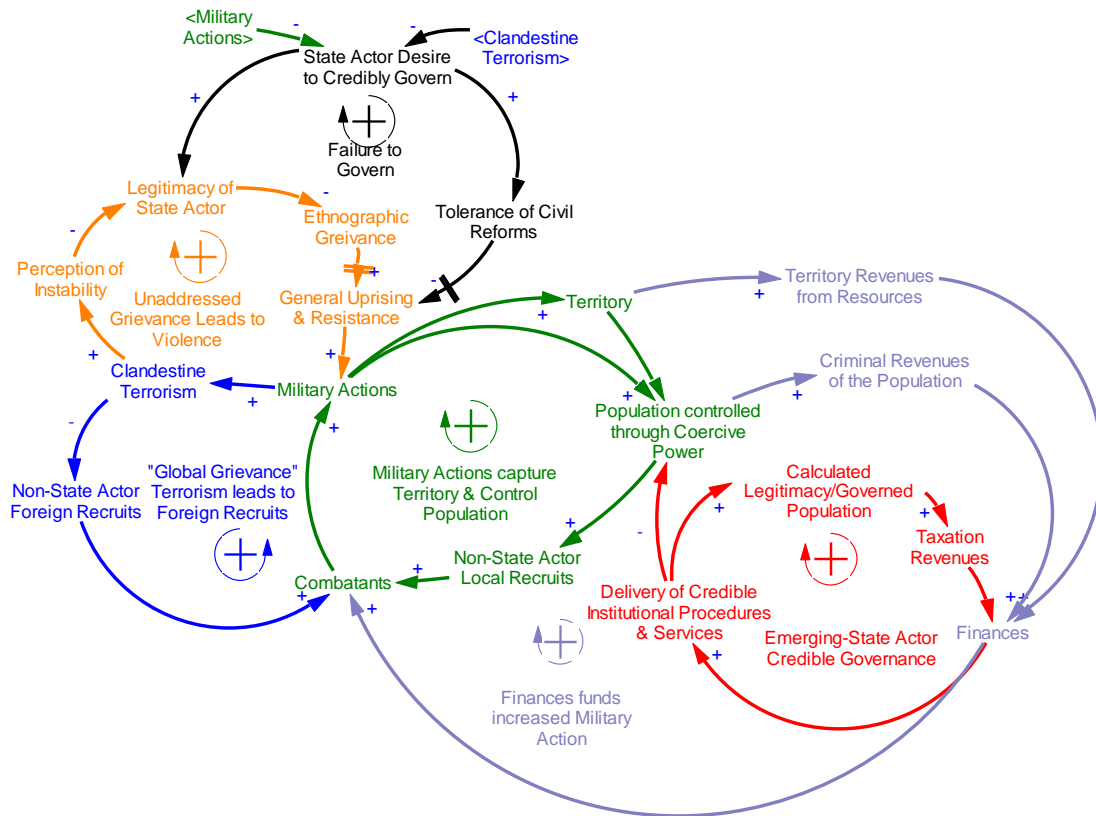 <Military
Actions>
-
-
<Clandestine
Terrorism>
State Actor Desire
to Credibly Govern
+
+
Failure to
Govern
Legitimacy of
State Actor
-
Ethnographic
Greivance
Tolerance of Civil
Reforms
-
Perception of
Instability
Unaddressed
Grievance Leads to
Violence
+
-
General Uprising
& Resistance
Territory
+
Territory Revenues
from Resources
+
+
+
Clandestine
Terrorism
+
Military Actions
+
+
Criminal Revenues
of the Population
+
Population controlled
through Coercive
Power
-
Non-State Actor
Foreign Recruits
"Global Grievance"
Terrorism leads to
Foreign Recruits
Military Actions capture
Territory & Control
Population
Calculated
Legitimacy/Governed
Population
+
+
+
-
Taxation
Revenues
Non-State Actor
Local Recruits
+
Combatants
+
+
Delivery of Credible
Institutional Procedures
& Services
+
Emerging-State Actor
Credible Governance
+
+
+
Finances
Finances funds
increased Military
Action